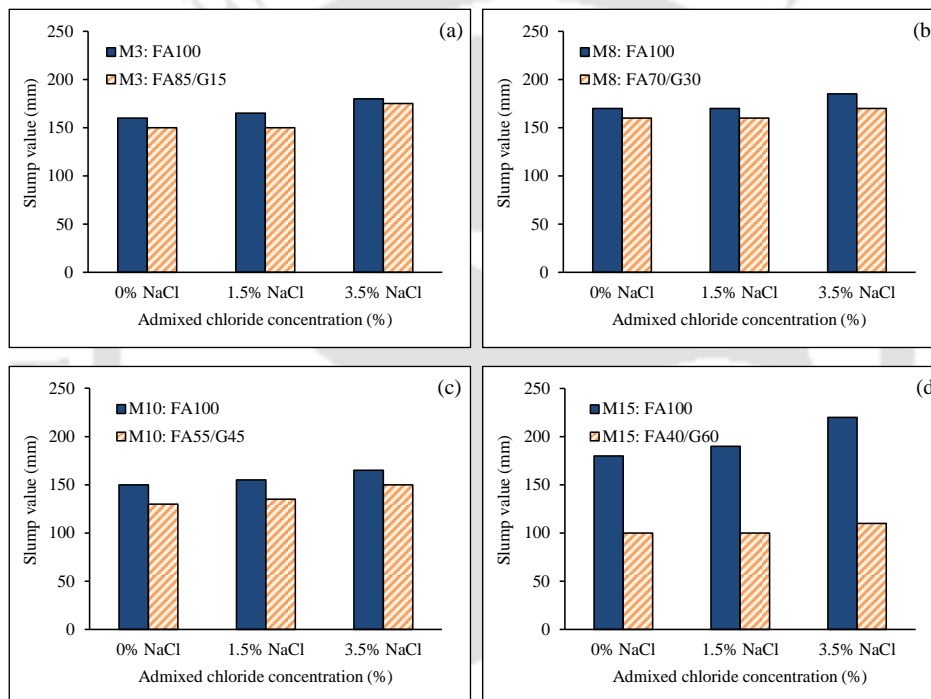 (a)
M3: FA100
M3: FA85/G15
250
200
150
100
50
0
Slump value (mm)
0% NaCl 1.5% NaCl 3.5% NaCl
Admixed chloride concentration (%)
(b)
M8: FA100
M8: FA70/G30
250
200
150
100
50
0
Slump value (mm)
0% NaCl 1.5% NaCl 3.5% NaCl
Admixed chloride concentration (%)
(c)
M10: FA100
M10: FA55/G45
250
200
150
100
50
0
Slump value (mm)
0% NaCl 1.5% NaCl 3.5% NaCl
Admixed chloride concentration (%)
(d
M15: FA100
M15: FA40/G60
250
200
150
100
50
0
Slump value (mm)
0% NaCl 1.5% NaCl 3.5% NaCl
Admixed chloride concentration (%)